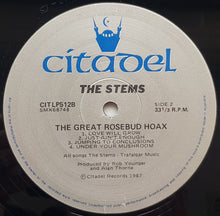 citadel
THE STEMS
CITLP512B
SMX68748
SIDE 2
33⅓ R.P.M.
THE GREAT ROSEBUD HOAX
1. LOVE WILL GROW
2. JUST AIN'T ENOUGH
3. JUMPING TO CONCLUSIONS
4. UNDER YOUR MUSHROOM
All songs The Stems / Trafalgar Music
Produced by Rob Younger
and Alan Thorne
℗ Citadel Records 1987